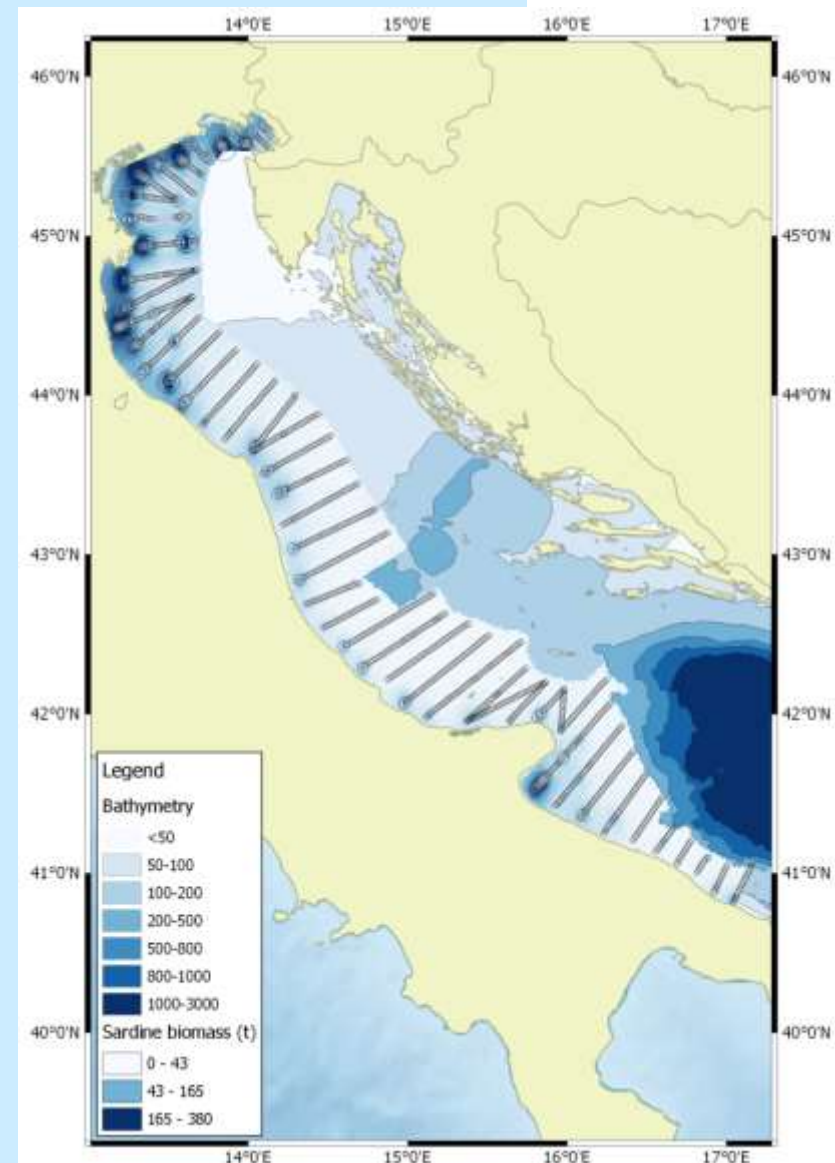 14°0'E 15°0'E 16°0'E 17°0'E
46°0'N 46°0'N
45°0'N 45°0'N
44°0'N 44°0'N
43°0'N 43°0'N
42°0'N 42°0'N
41°0'N 41°0'N
40°0'N 40°0'N
Legend
Bathymetry
<50
50-100
100-200
200-500
500-800
800-1000
1000-3000
Sardine biomass (t)
0 - 43
43 - 165
165 - 380
14°0'E 15°0'E 16°0'E 17°0'E